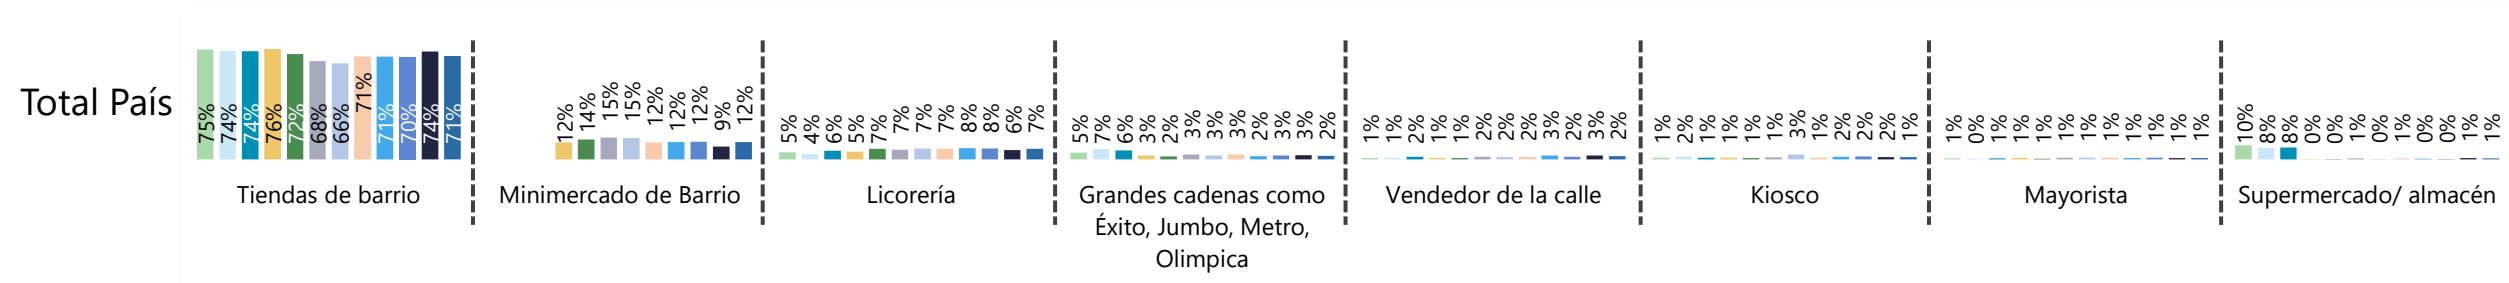 Total País
75% 74% 74% 76% 72% 68% 66% 71% 71% 70% 74% 71%
12% 14% 15% 15% 12% 12% 12% 9% 12%
5% 4% 6% 5% 7% 7% 7% 7% 8% 8% 6% 7%
5% 7% 6% 3% 2% 3% 3% 3% 2% 3% 3% 2%
1% 1% 2% 1% 1% 2% 2% 2% 3% 2% 3% 2%
1% 2% 1% 1% 1% 1% 3% 1% 2% 2% 2% 1%
1% 0% 1% 1% 1% 1% 1% 1% 1% 1% 1% 1%
10% 8% 8% 0% 0% 1% 0% 1% 0% 0% 1% 1%
Tiendas de barrio
Minimercado de Barrio
Licorería
Grandes cadenas como
Éxito, Jumbo, Metro,
Olimpica
Vendedor de la calle
Kiosco
Mayorista
Supermercado/ almacén